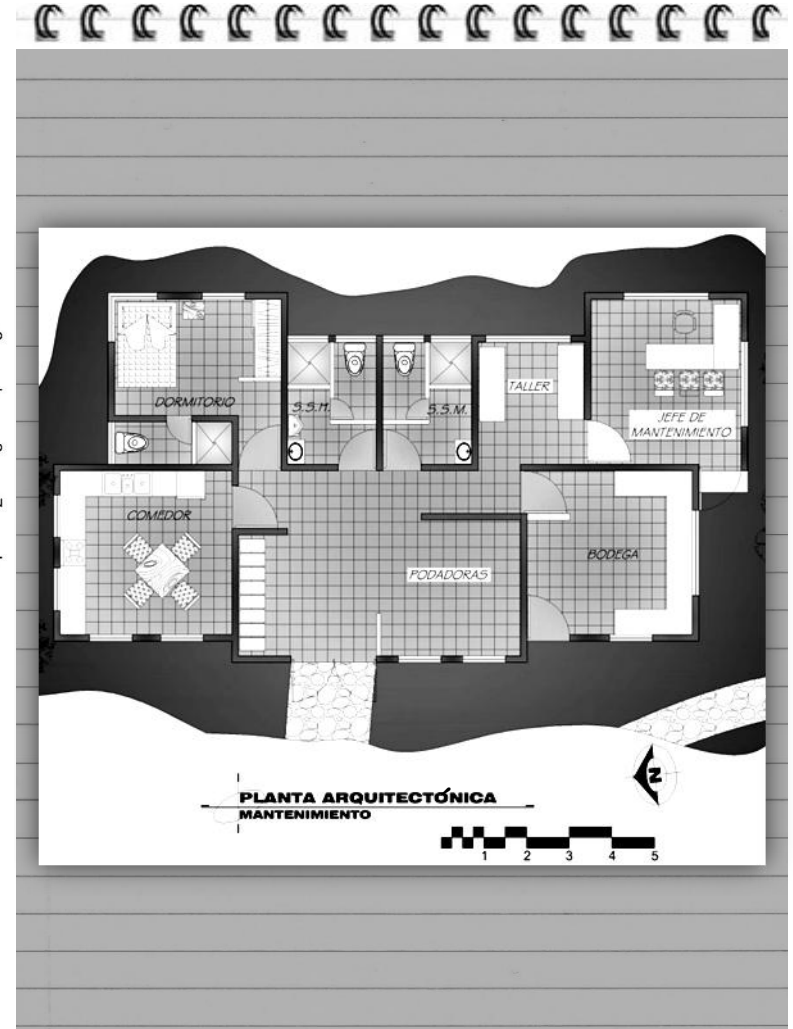 DORMITORIO
S.S.H.
S.S.M.
TALLER
JEFE DE
MANTENIMIENTO
COMEDOR
PODADORAS
BODEGA
N
PLANTA ARQUITECTÓNICA
MANTENIMIENTO
1 2 3 4 5